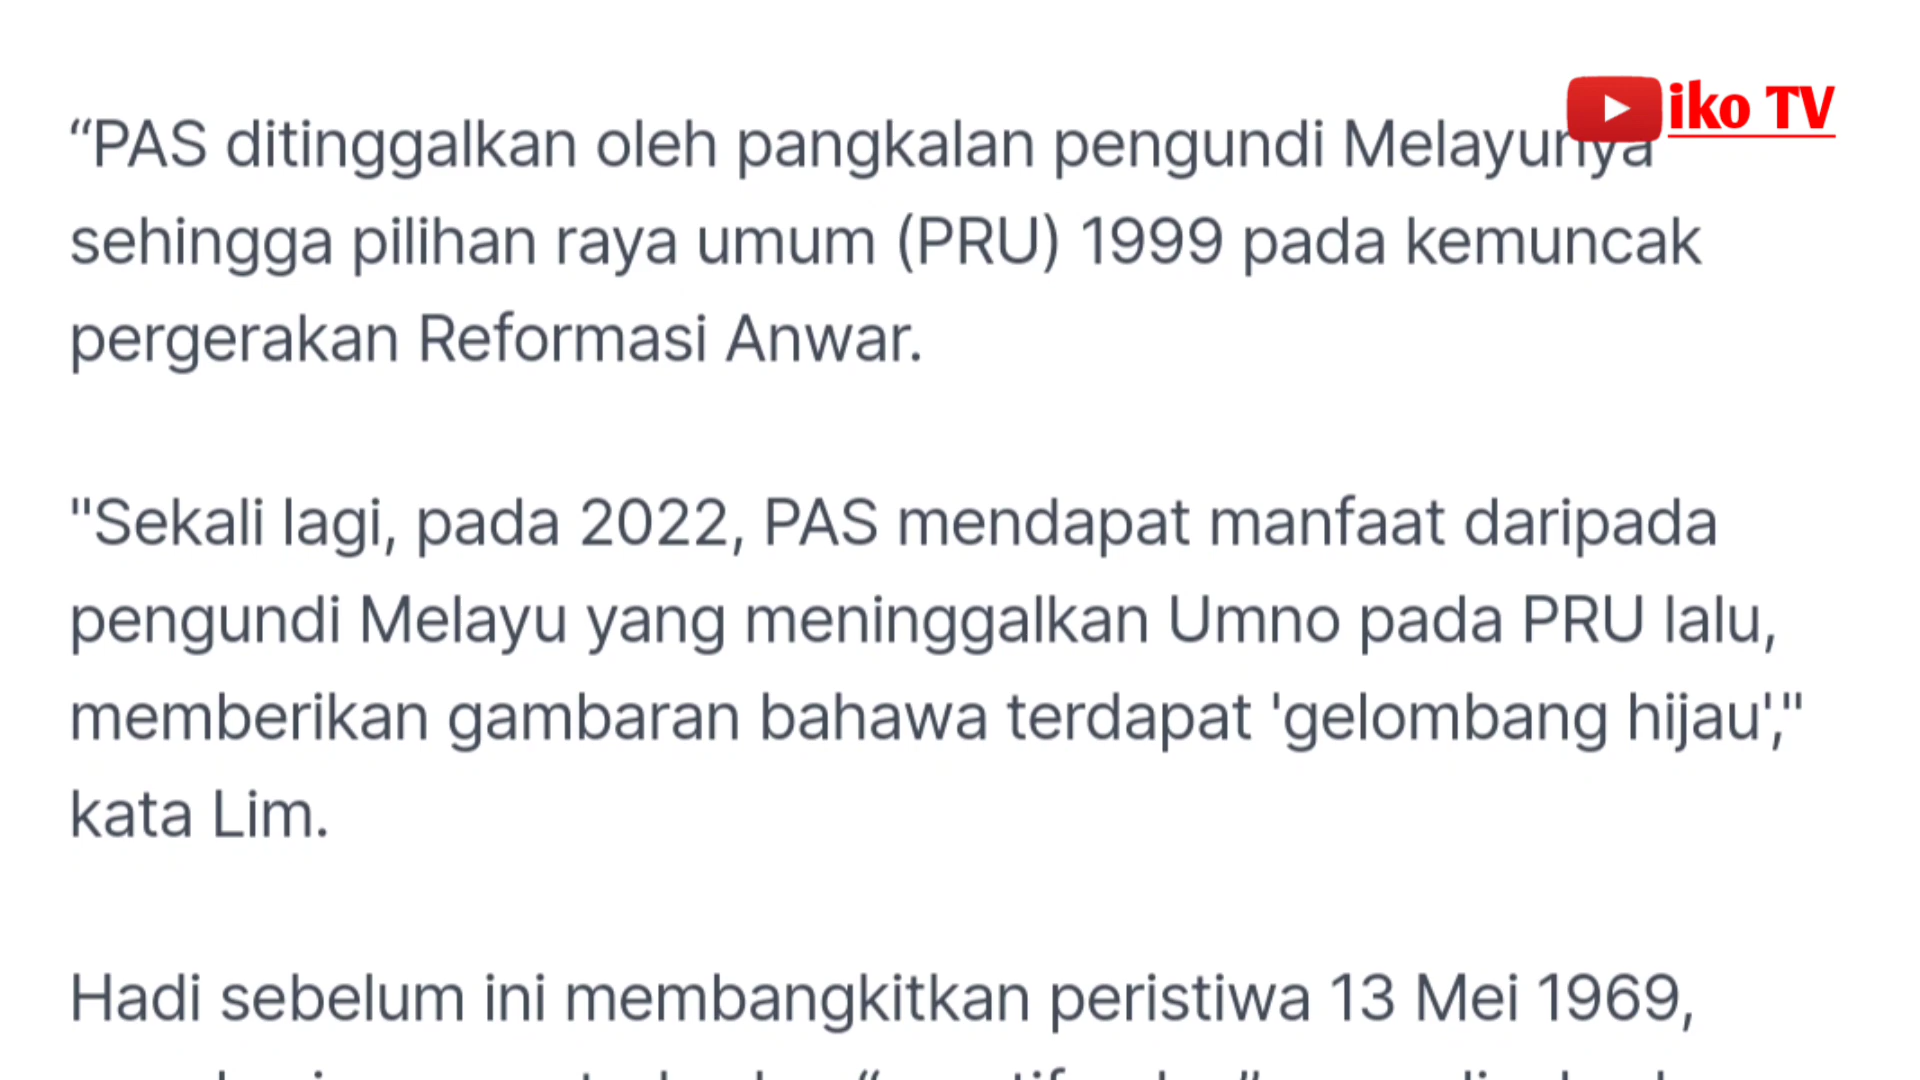 iko TV
“PAS ditinggalkan oleh pangkalan pengundi Melayunya
sehingga pilihan raya umum (PRU) 1999 pada kemuncak
pergerakan Reformasi Anwar.
"Sekali lagi, pada 2022, PAS mendapat manfaat daripada
pengundi Melayu yang meninggalkan Umno pada PRU lalu,
memberikan gambaran bahawa terdapat 'gelombang hijau',"
kata Lim.
Hadi sebelum ini membangkitkan peristiwa 13 Mei 1969,